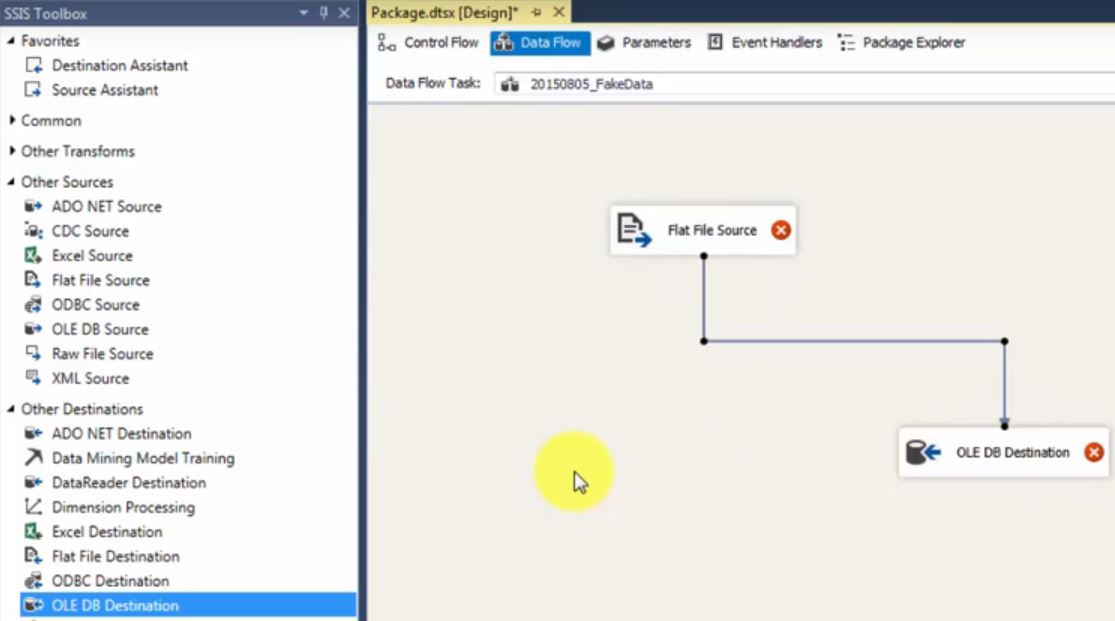 SSIS Toolbox
Favorites
Destination Assistant
Source Assistant
Common
Other Transforms
Other Sources
ADO NET Source
CDC Source
Excel Source
Flat File Source
ODBC Source
OLE DB Source
Raw File Source
XML Source
Other Destinations
ADO NET Destination
Data Mining Model Training
DataReader Destination
Dimension Processing
Excel Destination
Flat File Destination
ODBC Destination
OLE DB Destination
Package.dtsx [Design]*
Control Flow Data Flow Parameters Event Handlers Package Explorer
Data Flow Task: 20150805_FakeData
Flat File Source
OLE DB Destination